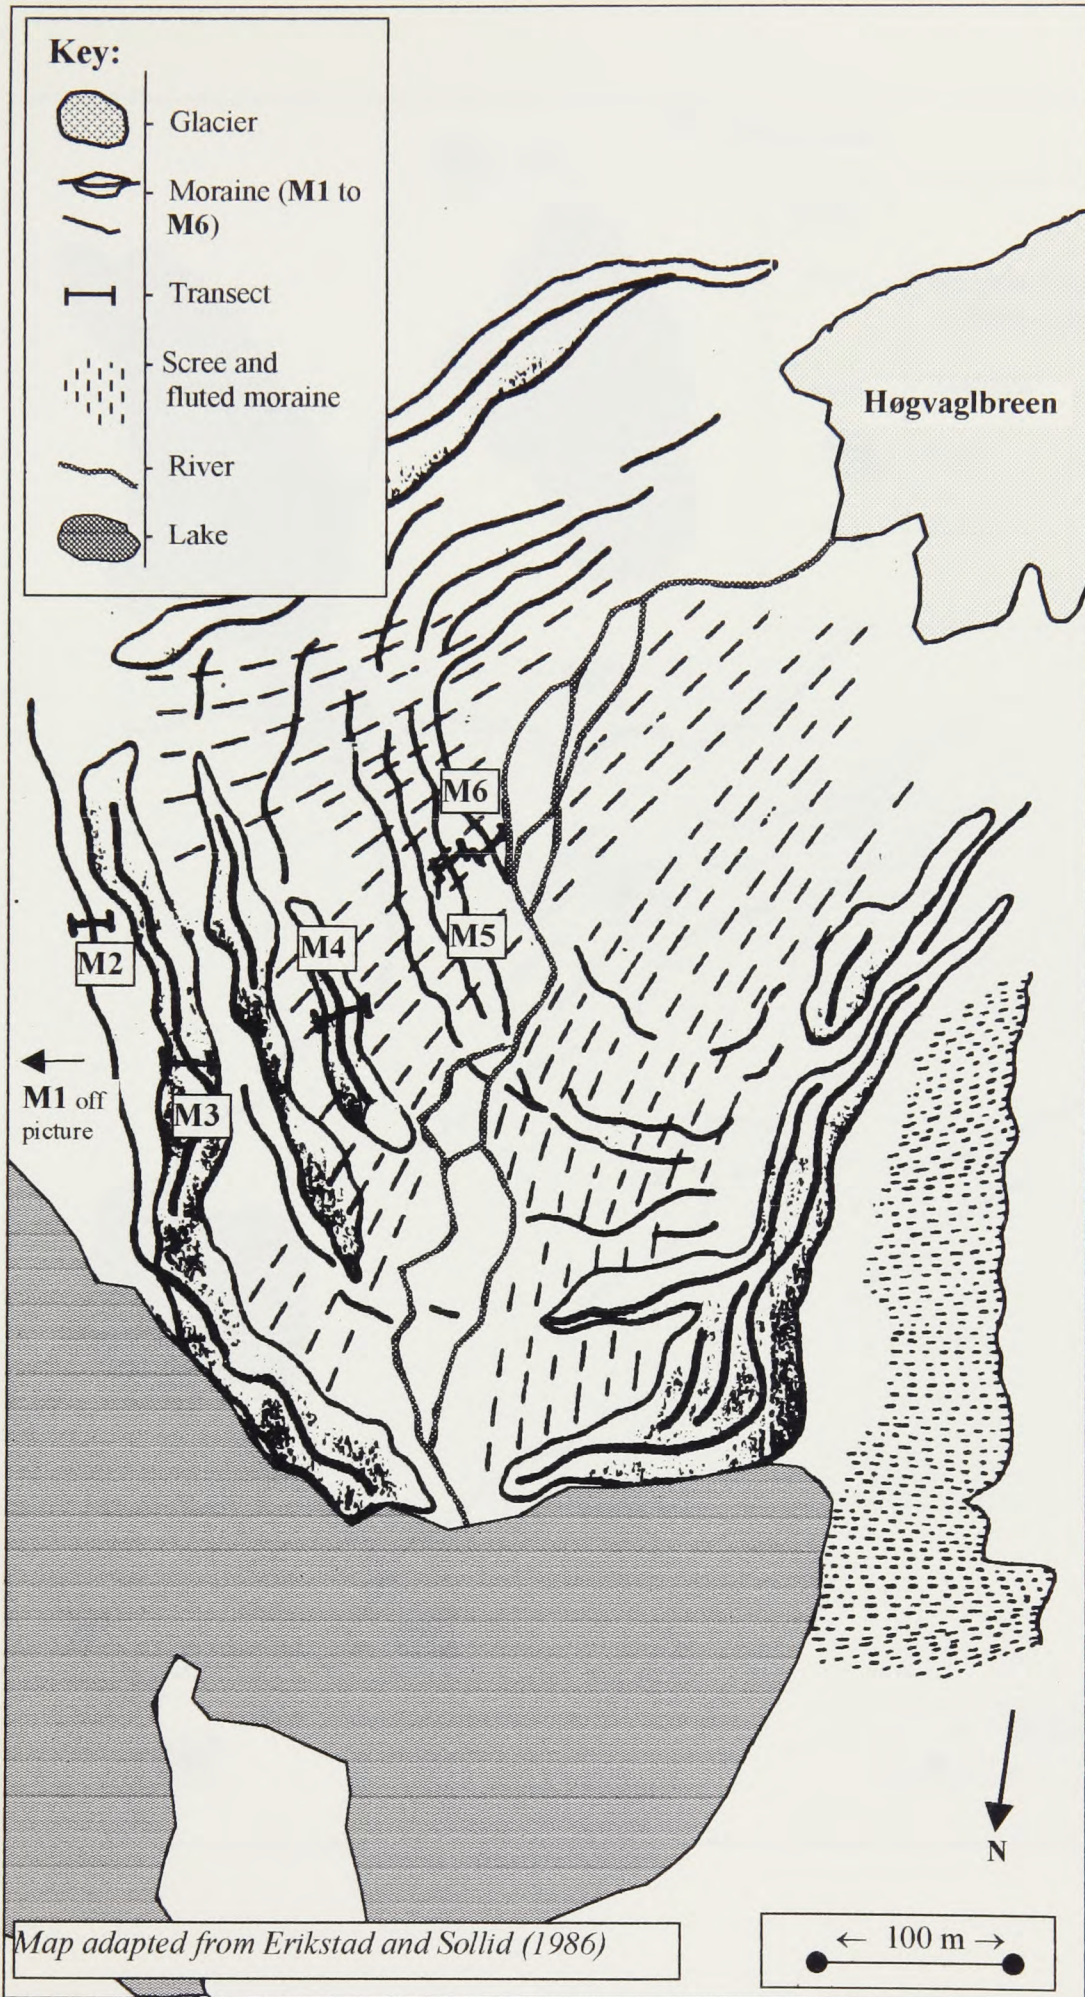 Key:
Glacier
Moraine (M1 to
M6)
Transect
Scree and
fluted moraine
River
Lake
Høgvaglbreen
M6
M5
M4
M2
M1 off
picture
M3
N
Map adapted from Erikstad and Sollid (1986)
← 100 m →